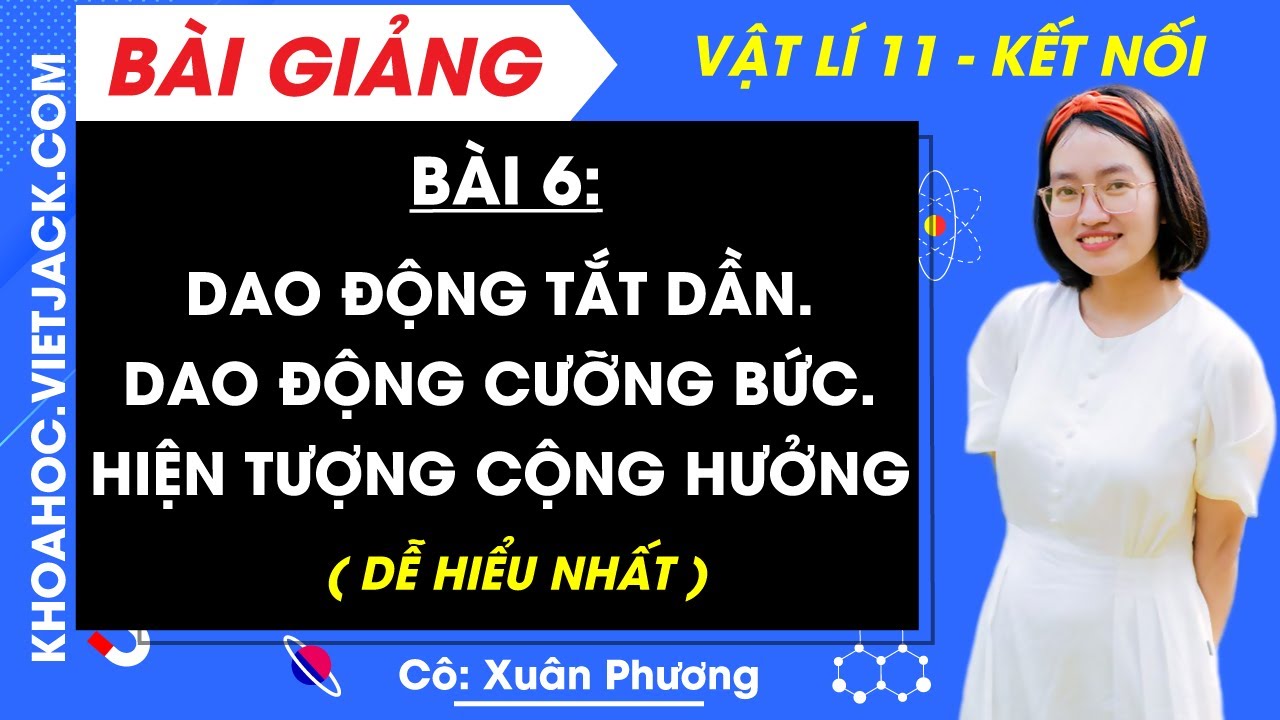 BÀI GIẢNG
VẬT LÍ 11 - KẾT NỐI
KHOAHOC.VIETJACK.COM
BÀI 6:
DAO ĐỘNG TẮT DẦN.
DAO ĐỘNG CƯỠNG BỨC.
HIỆN TƯỢNG CỘNG HƯỞNG
( DỄ HIỂU NHẤT )
Cô: Xuân Phương